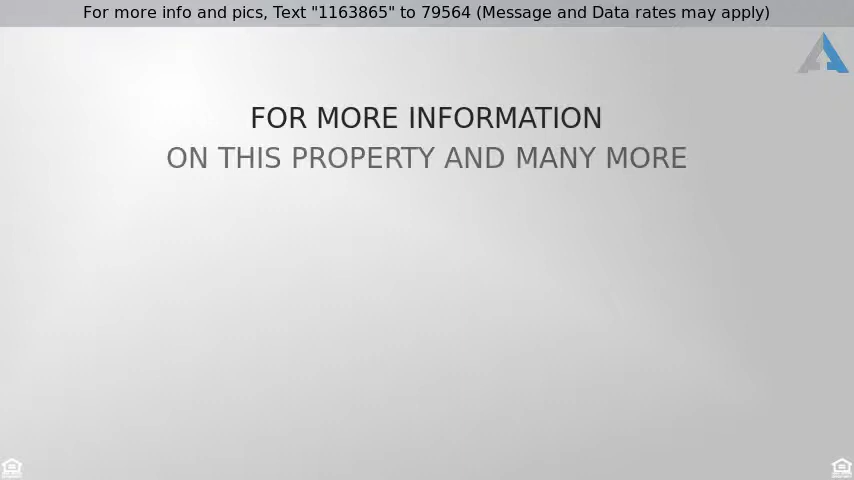 For more info and pics, Text "1163865" to 79564 (Message and Data rates may apply)
FOR MORE INFORMATION
ON THIS PROPERTY AND MANY MORE